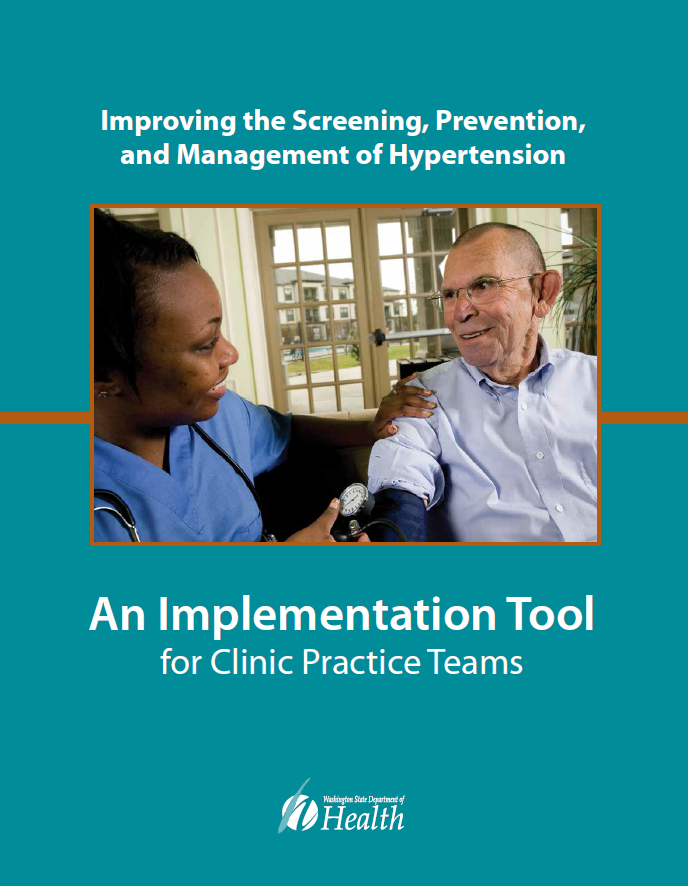 Improving the Screening, Prevention,
and Management of Hypertension
An Implementation Tool
for Clinic Practice Teams
Washington State Department of
Health